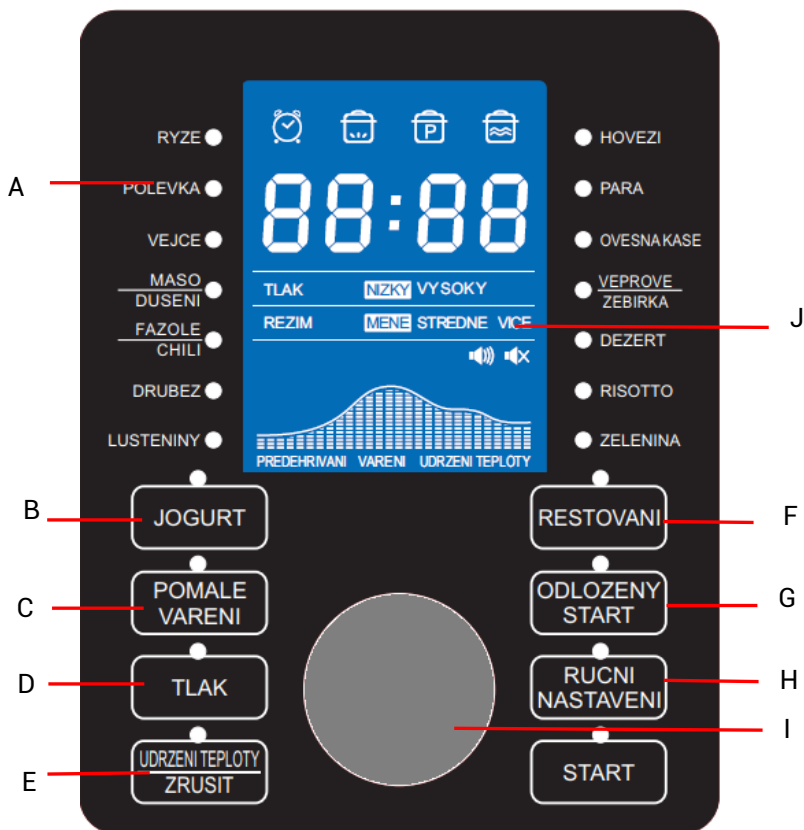 88:88
RYZE
HOVEZI
A
POLEVKA
PARA
VEJCE
OVESNA KASE
MASO
DUSENI
TLAK NIZKY VYSOKY
VEPROVE
ZEBIRKA
FAZOLE
CHILI
REZIM MENE STREDNE VICE
J
DEZERT
DRUBEZ
RISOTTO
LUSTENINY
ZELENINA
PREDEHRIVANI VARENI UDRZENI TEPLOTY
P
B
JOGURT
RESTOVANI
F
C
POMALE
VARENI
ODLOZENY
START
G
D
TLAK
RUCNI
NASTAVENI
H
I
E
UDRZENI TEPLOTY
ZRUSIT
START